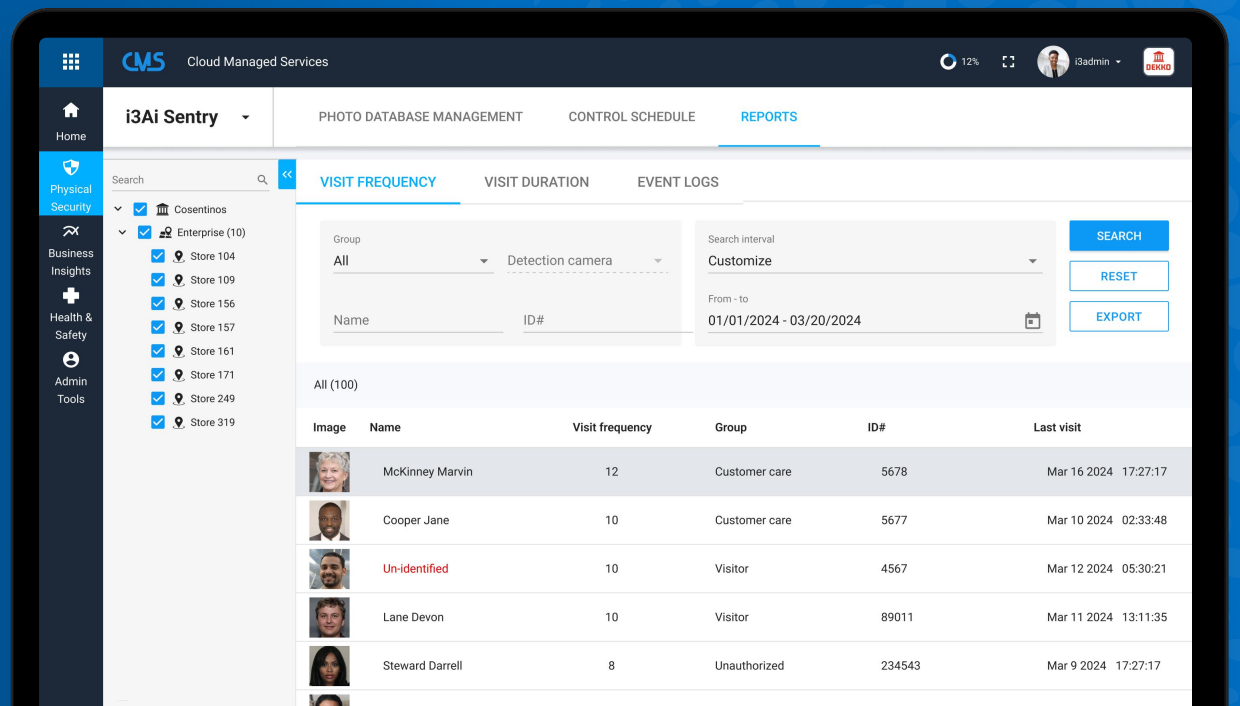 CMS Cloud Managed Services 12% i3admin DEKKO
Home
Physical
Security
Business
Insights
Health &
Safety
Admin
Tools
i3Ai Sentry
PHOTO DATABASE MANAGEMENT CONTROL SCHEDULE REPORTS
Search
Cosentinos
Enterprise (10)
Store 104
Store 109
Store 156
Store 157
Store 161
Store 171
Store 249
Store 319
VISIT FREQUENCY VISIT DURATION EVENT LOGS
Group
All
Detection camera
Name
ID#
Search interval
Customize
From - to
01/01/2024 - 03/20/2024
SEARCH
RESET
EXPORT
All (100)
Image Name Visit frequency Group ID# Last visit
McKinney Marvin 12 Customer care 5678 Mar 16 2024 17:27:17
Cooper Jane 10 Customer care 5677 Mar 10 2024 02:33:48
Un-identified 10 Visitor 4567 Mar 12 2024 05:30:21
Lane Devon 10 Visitor 89011 Mar 11 2024 13:11:35
Steward Darrell 8 Unauthorized 234543 Mar 9 2024 17:27:17